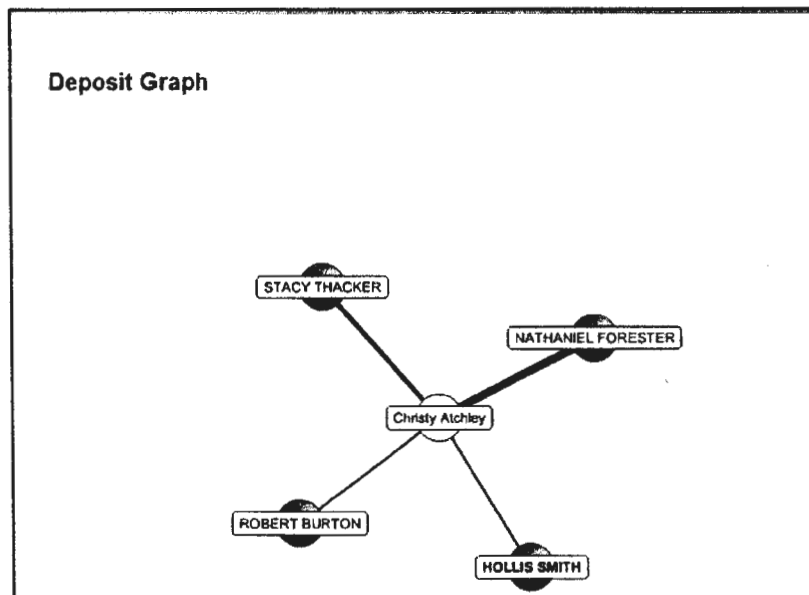 Deposit Graph
STACY THACKER
NATHANIEL FORESTER
Christy Atchley
ROBERT BURTON
HOLLIS SMITH